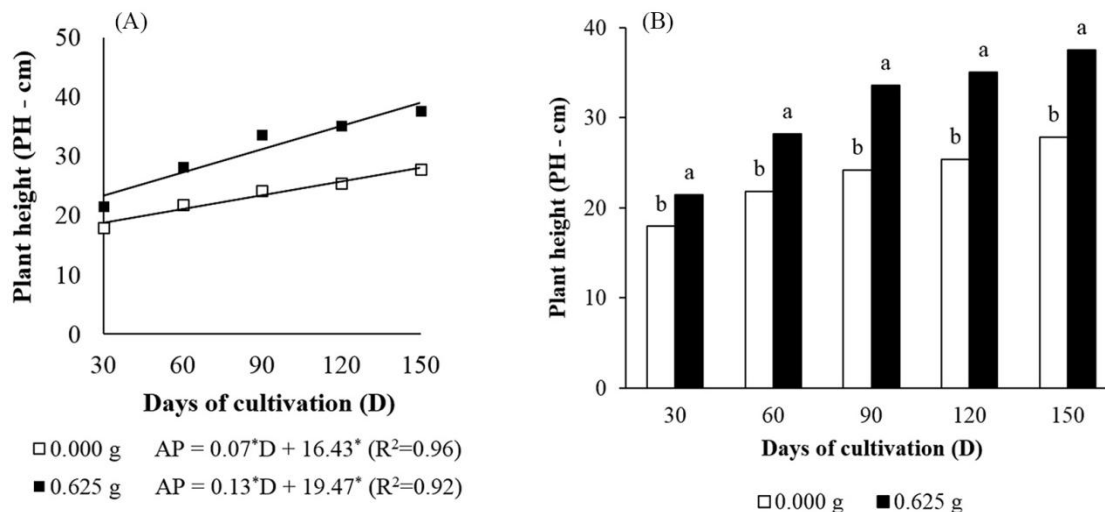 (A)
50
40
30
20
10
0
Plant height (PH - cm)
30 60 90 120 150
Days of cultivation (D)
0.000 g AP = 0.07*D + 16.43* (R²=0.96)
0.625 g AP = 0.13*D + 19.47* (R²=0.92)
(B)
40
30
20
10
0
Plant height (PH - cm)
b a b a b a b a b a
30 60 90 120 150
Days of cultivation (D)
0.000 g 0.625 g